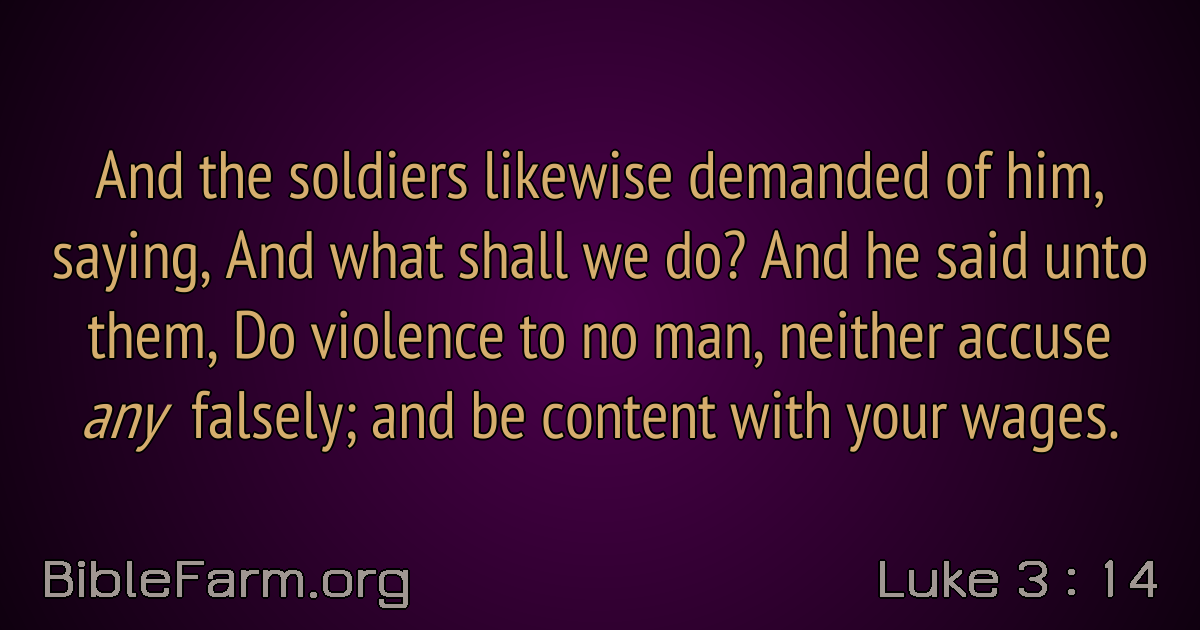 And the soldiers likewise demanded of him,
saying, And what shall we do? And he said unto
them, Do violence to no man, neither accuse
any falsely; and be content with your wages.
BibleFarm.org
Luke 3 : 14